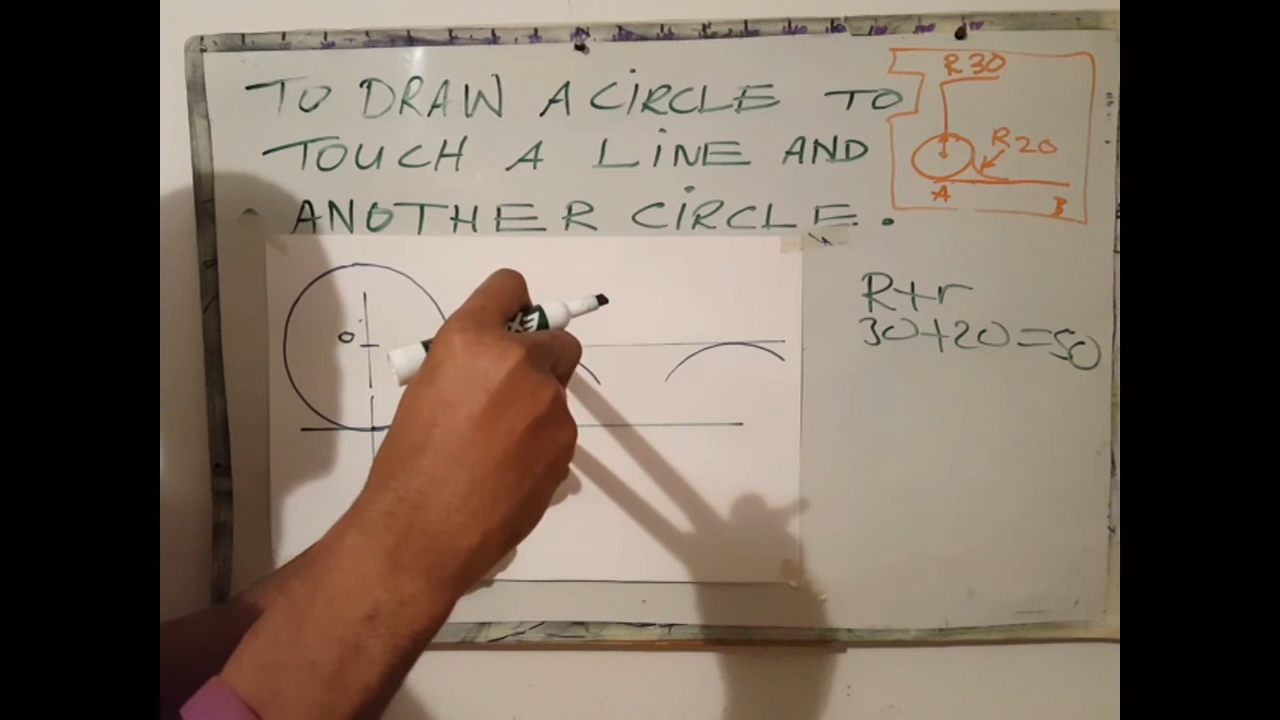 TO DRAW A CIRCLE TO
TOUCH A LINE AND
ANOTHER CIRCLE.
R30
R20
A
B
R+r
30+20=50
O